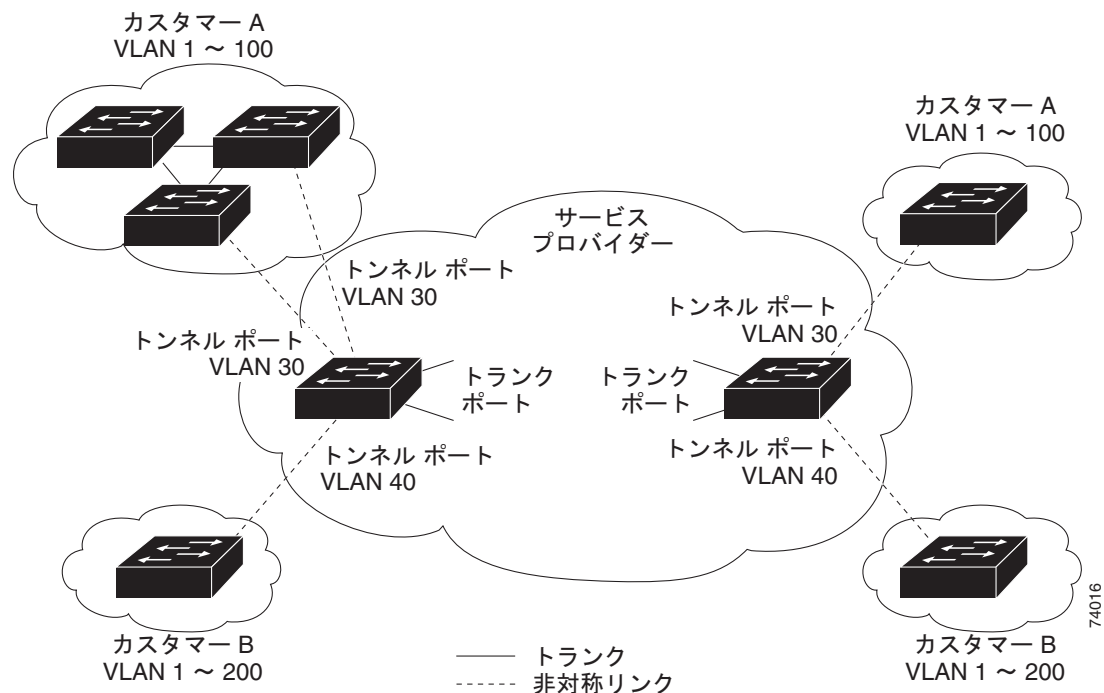 カスタマー A
VLAN 1 ～ 100
カスタマー A
VLAN 1 ～ 100
サービス
プロバイダー
トンネル ポート
VLAN 30
トンネル ポート
VLAN 30
トンネル ポート
VLAN 30
トランク
ポート
トランク
ポート
トンネル ポート
VLAN 40
トンネル ポート
VLAN 40
カスタマー B
VLAN 1 ～ 200
カスタマー B
VLAN 1 ～ 200
74016
トランク
非対称リンク